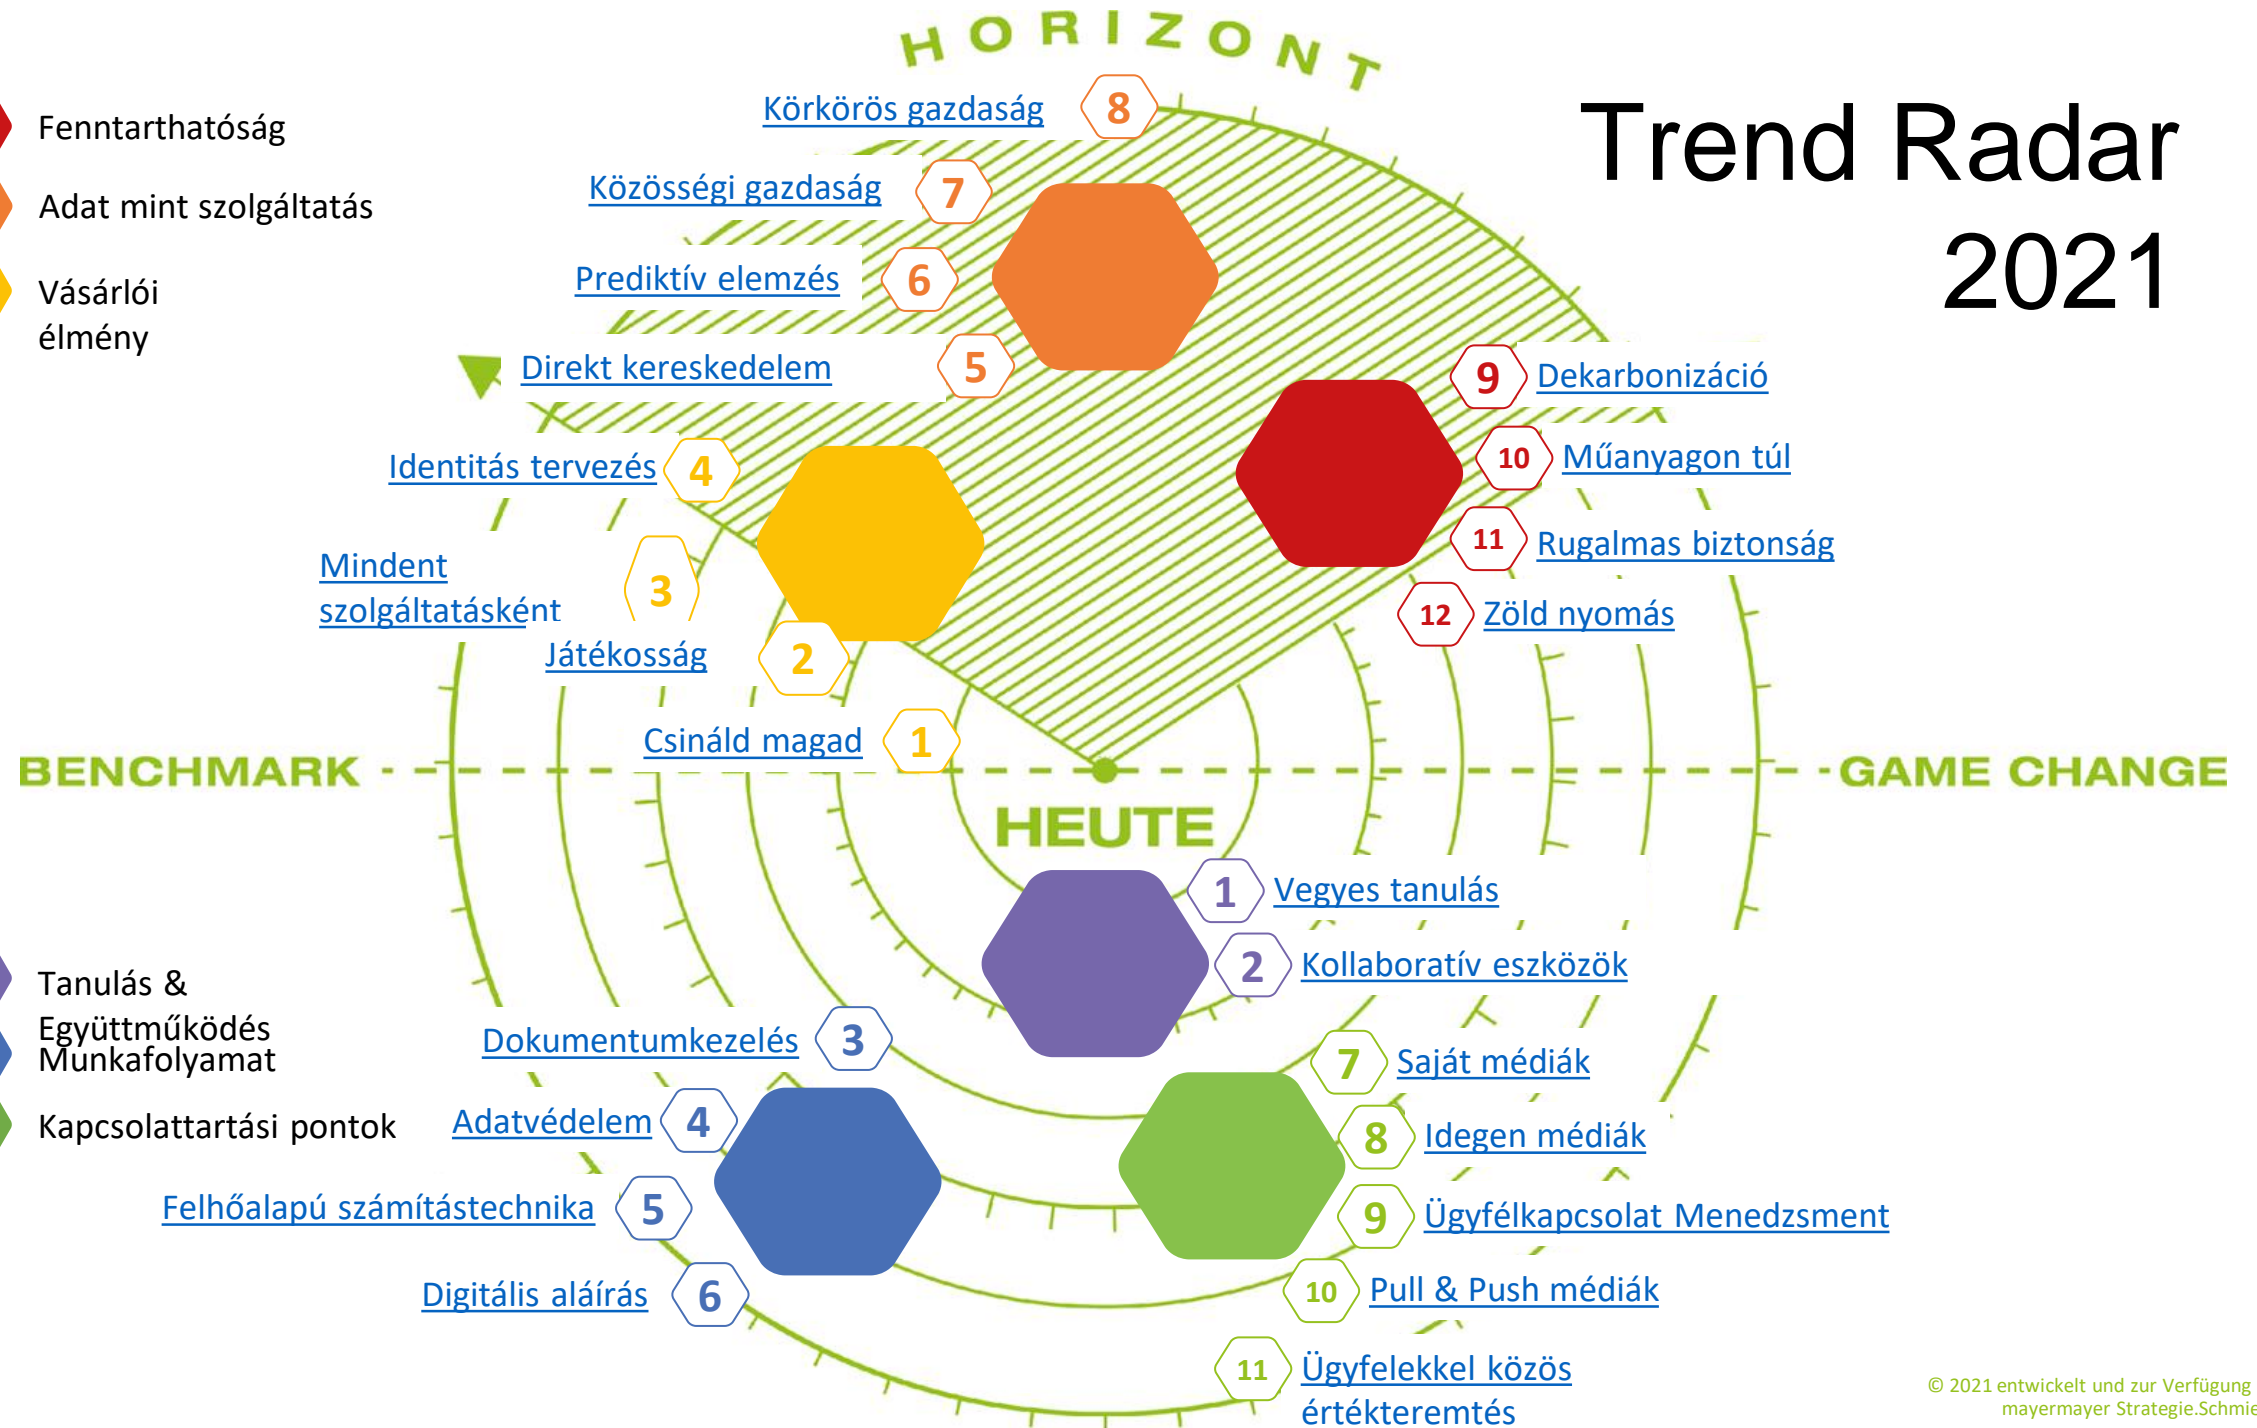 HORIZONT
Trend Radar
2021
Fenntarthatóság
Adat mint szolgáltatás
Vásárlói
élmény
Körkörös gazdaság 8
Közösségi gazdaság 7
Prediktív elemzés 6
Direkt kereskedelem 5
Identitás tervezés 4
Mindent
szolgáltatásként 3
Játékosság 2
Csináld magad 1
9 Dekarbonizáció
10 Műanyagon túl
11 Rugalmas biztonság
12 Zöld nyomás
BENCHMARK
HEUTE
GAME CHANGE
Tanulás &
Együttműködés
Munkafolyamat
Kapcsolattartási pontok
1 Vegyes tanulás
2 Kollaboratív eszközök
Dokumentumkezelés 3
Adatvédelem 4
Felhőalapú számítástechnika 5
Digitális aláírás 6
7 Saját médiák
8 Idegen médiák
9 Ügyfélkapcsolat Menedzsment
10 Pull & Push médiák
11 Ügyfelekkel közös
értékteremtés
© 2021 entwickelt und zur Verfügung
mayermayer Strategie.Schmie